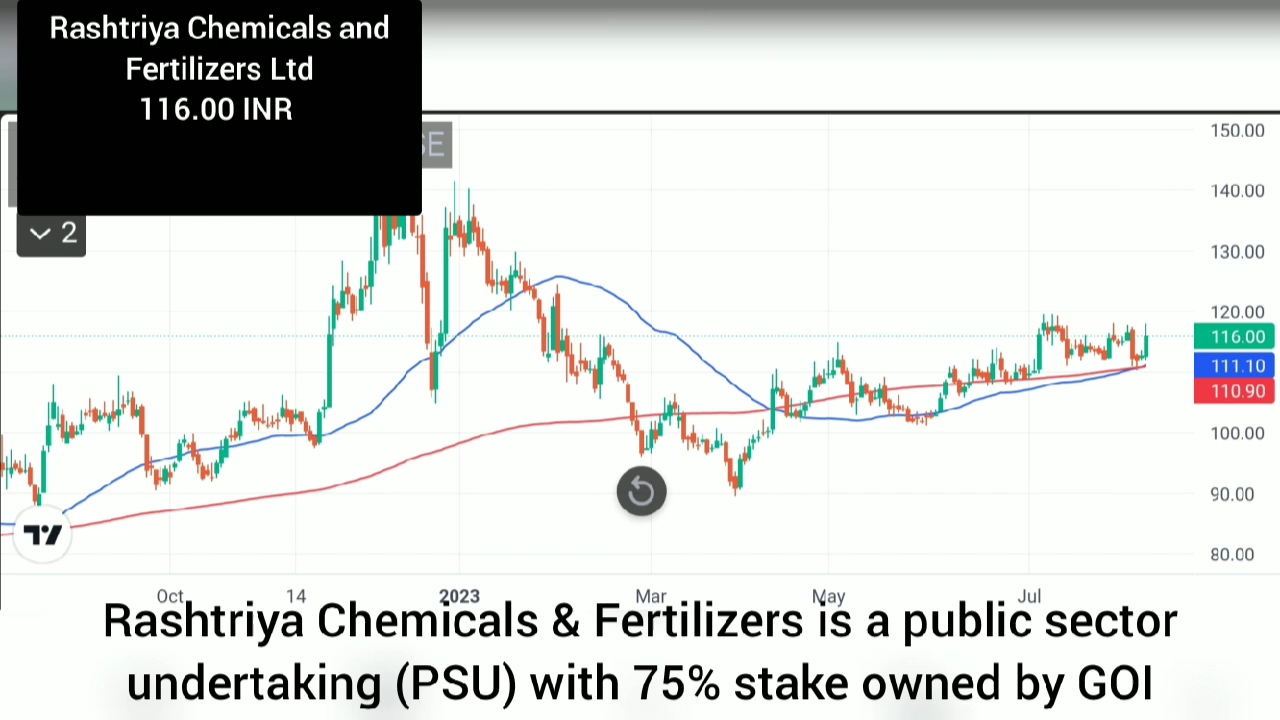 Rashtriya Chemicals and
Fertilizers Ltd
116.00 INR
SE
2
150.00
140.00
130.00
120.00
116.00
111.10
110.90
100.00
90.00
80.00
Oct 14 2023 Mar May Jul
Rashtriya Chemicals & Fertilizers is a public sector
undertaking (PSU) with 75% stake owned by GOI